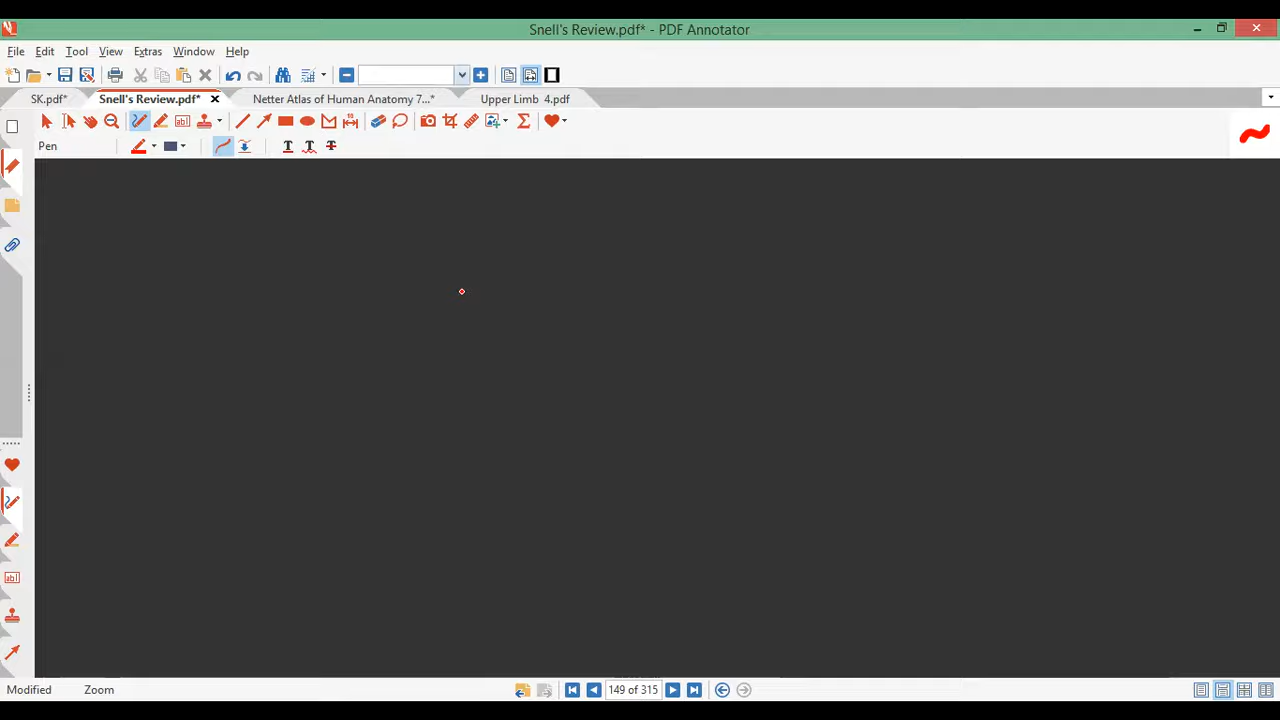 Snell's Review.pdf* - PDF Annotator
File Edit Tool View Extras Window Help
SK.pdf* Snell's Review.pdf* Netter Atlas of Human Anatomy 7...* Upper Limb 4.pdf
Pen T T T
Modified Zoom 149 of 315